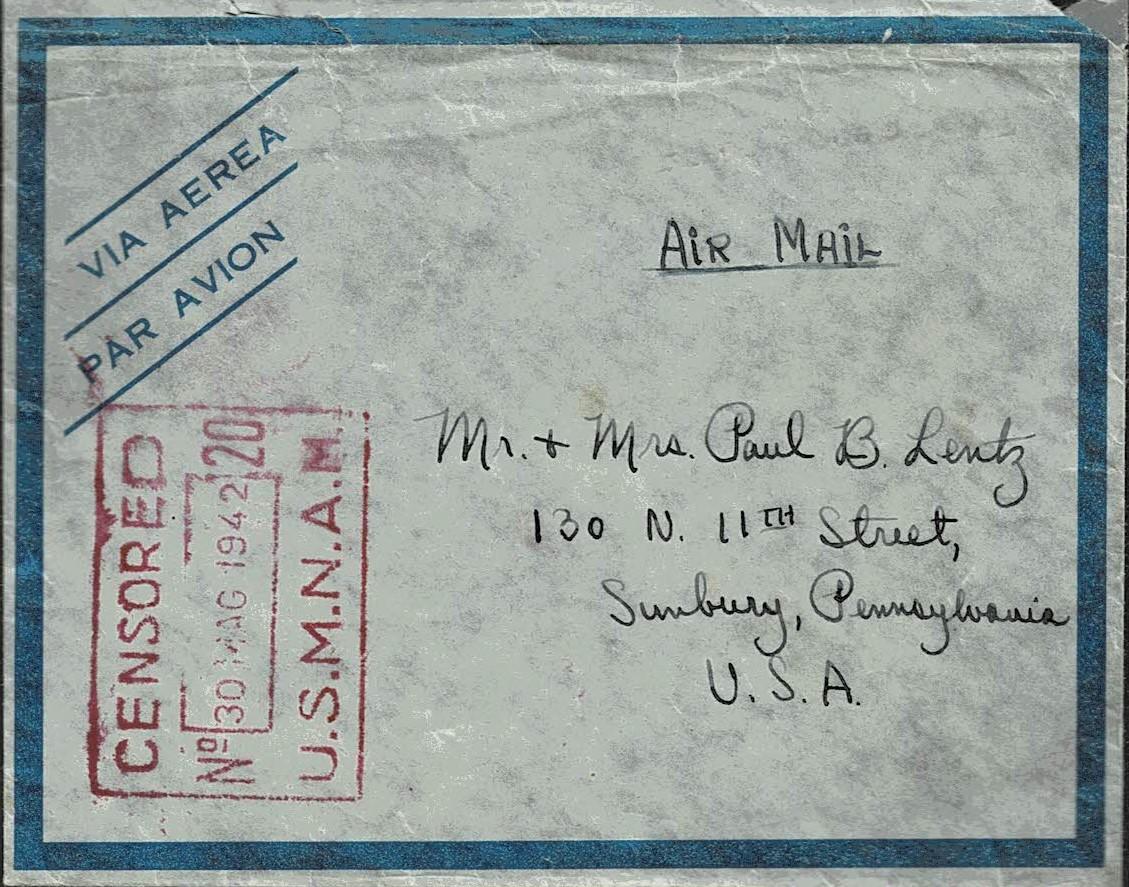 VIA AEREA
PAR AVION
AiR MAiL
Mr. + Mrs. Paul B. Lentz
130 N. 11TH Street,
Sunbury, Pennsylvania
U.S.A.
CENSORED
Nº 30 MAG 1942 20
U.S.M.N.A.M.